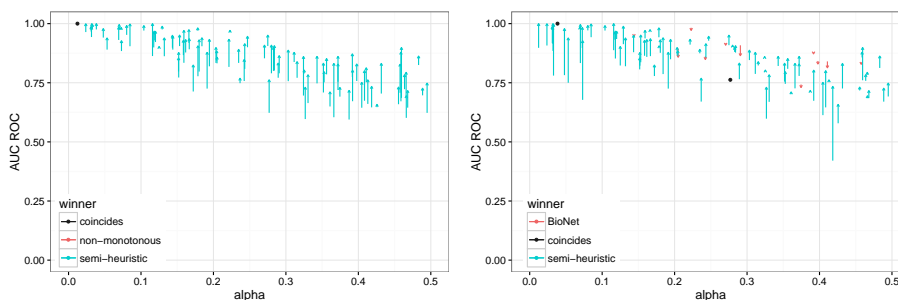 1.00
0.75
0.50
0.25
0.00
AUC ROC
winner
coincides
non−monotonous
semi−heuristic
0.0 0.1 0.2 0.3 0.4 0.5
alpha
1.00
0.75
0.50
0.25
0.00
AUC ROC
winner
BioNet
coincides
semi−heuristic
0.0 0.1 0.2 0.3 0.4 0.5
alpha